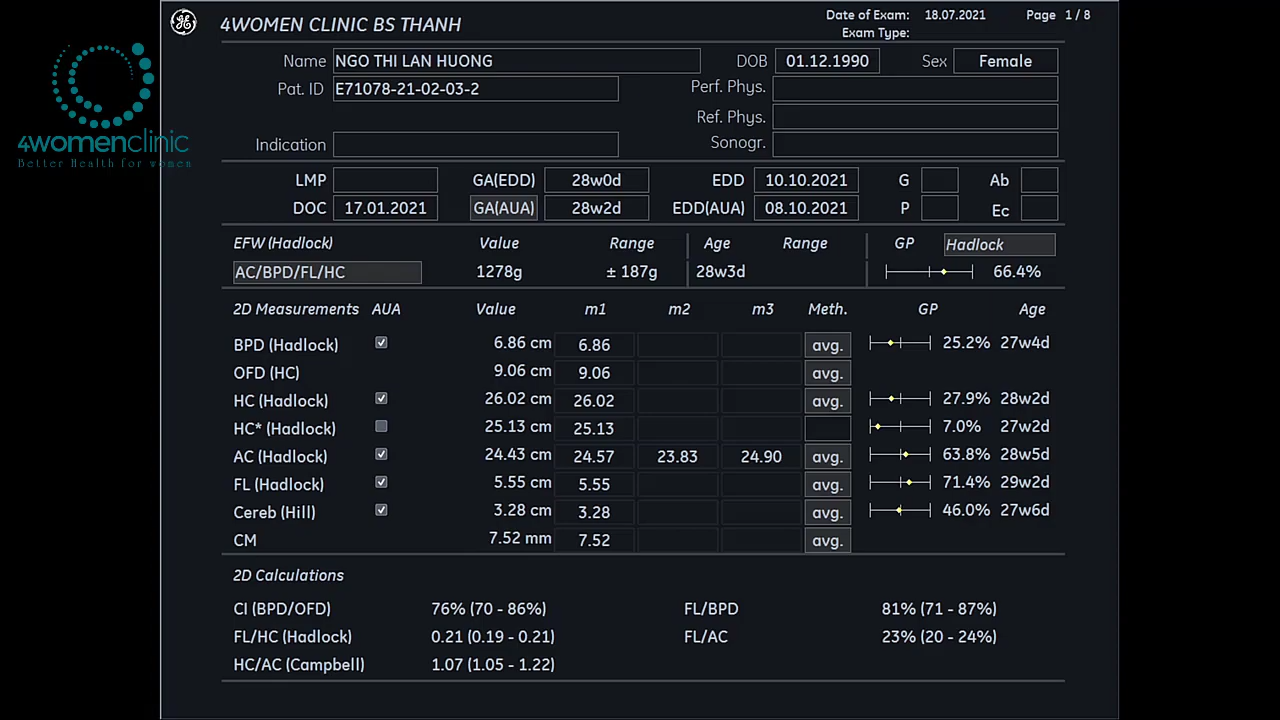 4WOMEN CLINIC BS THANH
Date of Exam: 18.07.2021 Page 1 / 8
Exam Type:
4womenclinic
Better Health for women
Name NGO THI LAN HUONG DOB 01.12.1990 Sex Female
Pat. ID E71078-21-02-03-2 Perf. Phys.
Ref. Phys.
Indication Sonogr.
LMP GA(EDD) 28w0d EDD 10.10.2021 G Ab
DOC 17.01.2021 GA(AUA) 28w2d EDD(AUA) 08.10.2021 P Ec
EFW (Hadlock) Value Range Age Range GP Hadlock
AC/BPD/FL/HC 1278g ± 187g 28w3d 66.4%
2D Measurements AUA Value m1 m2 m3 Meth. GP Age
BPD (Hadlock) 6.86 cm 6.86 avg. 25.2% 27w4d
OFD (HC) 9.06 cm 9.06 avg.
HC (Hadlock) 26.02 cm 26.02 avg. 27.9% 28w2d
HC* (Hadlock) 25.13 cm 25.13 7.0% 27w2d
AC (Hadlock) 24.43 cm 24.57 23.83 24.90 avg. 63.8% 28w5d
FL (Hadlock) 5.55 cm 5.55 avg. 71.4% 29w2d
Cereb (Hill) 3.28 cm 3.28 avg. 46.0% 27w6d
CM 7.52 mm 7.52 avg.
2D Calculations
CI (BPD/OFD) 76% (70 - 86%) FL/BPD 81% (71 - 87%)
FL/HC (Hadlock) 0.21 (0.19 - 0.21) FL/AC 23% (20 - 24%)
HC/AC (Campbell) 1.07 (1.05 - 1.22)